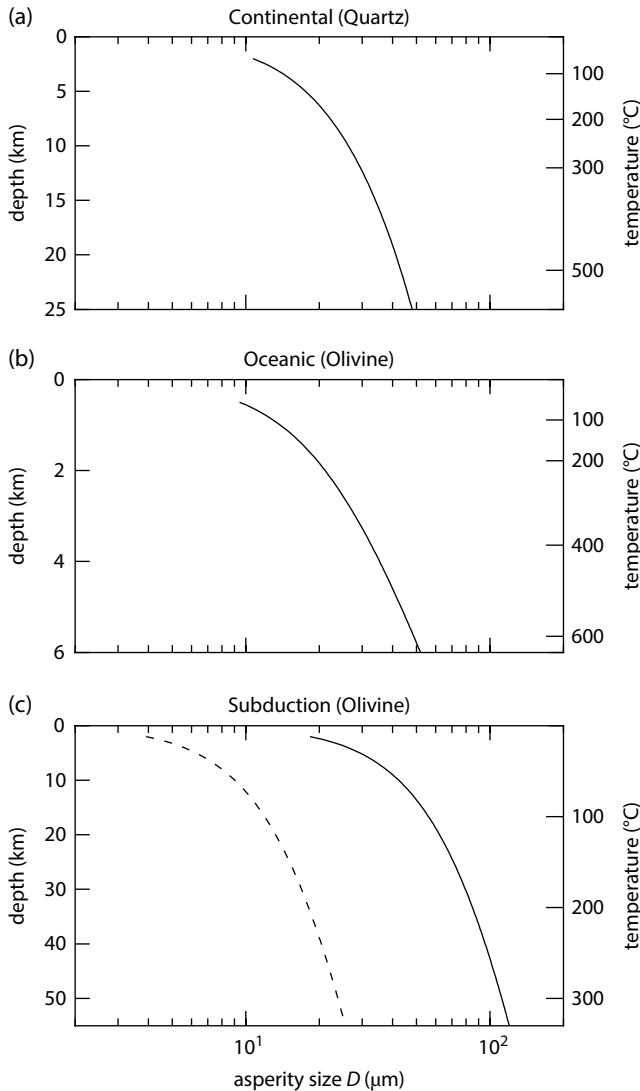 (a) Continental (Quartz)
0
5
10
15
20
25
depth (km)
100
200
300
500
temperature (°C)
(b) Oceanic (Olivine)
0
2
4
6
depth (km)
100
200
400
600
temperature (°C)
(c) Subduction (Olivine)
0
10
20
30
40
50
depth (km)
100
200
300
temperature (°C)
10¹ 10²
asperity size D (μm)